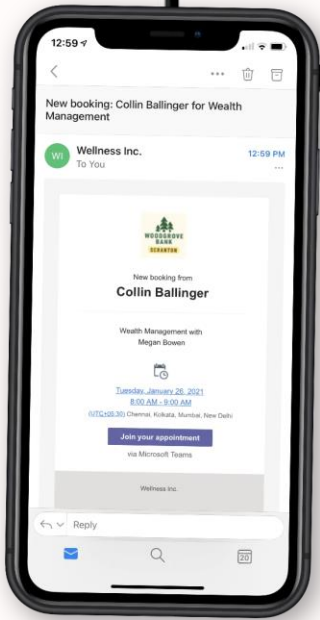 12:59
New booking: Collin Ballinger for Wealth
Management
WI
Wellness Inc.
12:59 PM
To You
WOODGROVE
BANK
SCRANTON
New booking from
Collin Ballinger
Wealth Management with
Megan Bowen
Tuesday, January 26, 2021
8:00 AM - 9:00 AM
(UTC+05:30) Chennai, Kolkata, Mumbai, New Delhi
Join your appointment
via Microsoft Teams
Wellness Inc.
Reply
20